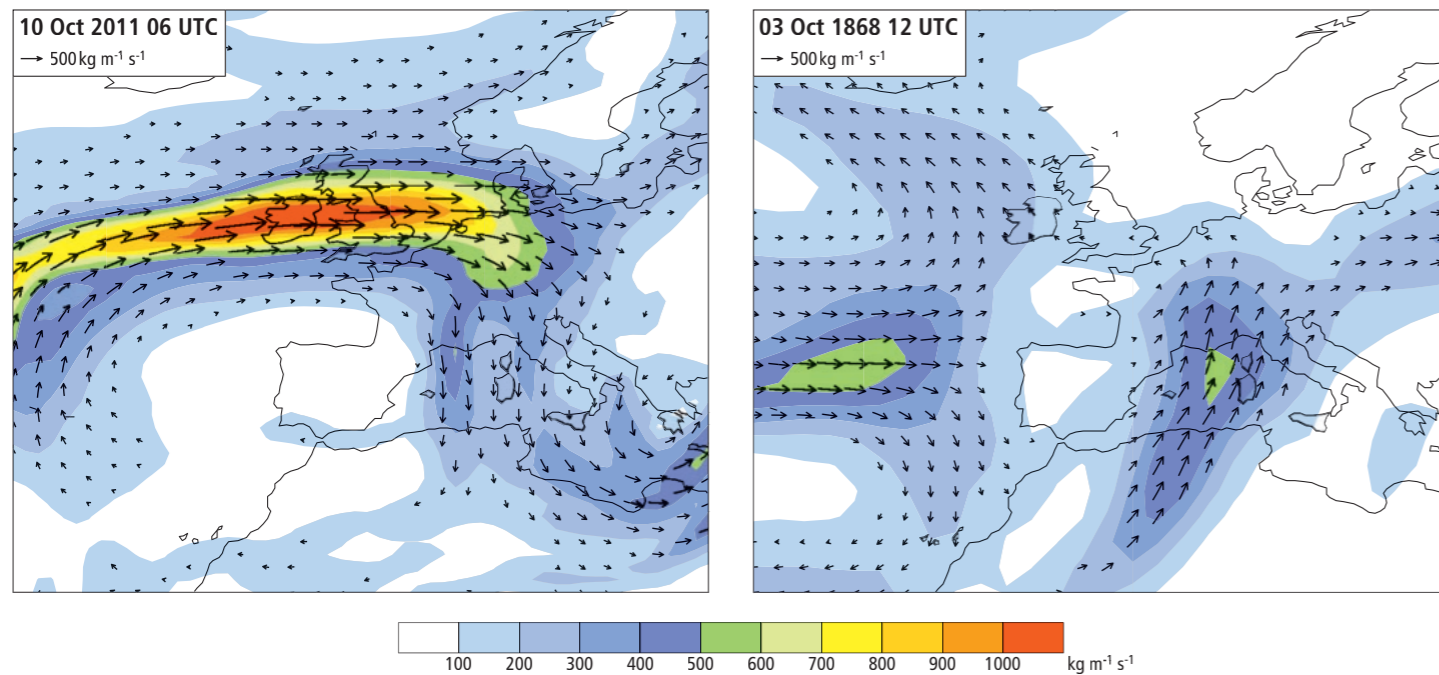 10 Oct 2011 06 UTC
500 kg m⁻¹ s⁻¹
03 Oct 1868 12 UTC
500 kg m⁻¹ s⁻¹
100 200 300 400 500 600 700 800 900 1000 kg m⁻¹ s⁻¹